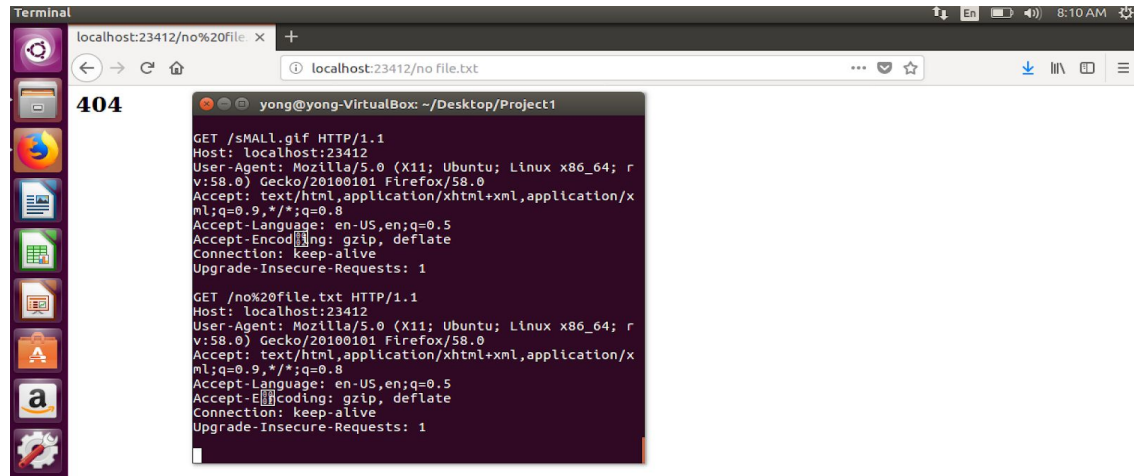 Terminal
En
8:10 AM
localhost:23412/no%20file.
localhost:23412/no file.txt
404
yong@yong-VirtualBox: ~/Desktop/Project1
GET /sMALl.gif HTTP/1.1
Host: localhost:23412
User-Agent: Mozilla/5.0 (X11; Ubuntu; Linux x86_64; r
v:58.0) Gecko/20100101 Firefox/58.0
Accept: text/html,application/xhtml+xml,application/x
ml;q=0.9,*/*;q=0.8
Accept-Language: en-US,en;q=0.5
Accept-Encod ng: gzip, deflate
Connection: keep-alive
Upgrade-Insecure-Requests: 1
GET /no%20file.txt HTTP/1.1
Host: localhost:23412
User-Agent: Mozilla/5.0 (X11; Ubuntu; Linux x86_64; r
v:58.0) Gecko/20100101 Firefox/58.0
Accept: text/html,application/xhtml+xml,application/x
ml;q=0.9,*/*;q=0.8
Accept-Language: en-US,en;q=0.5
Accept-E coding: gzip, deflate
Connection: keep-alive
Upgrade-Insecure-Requests: 1